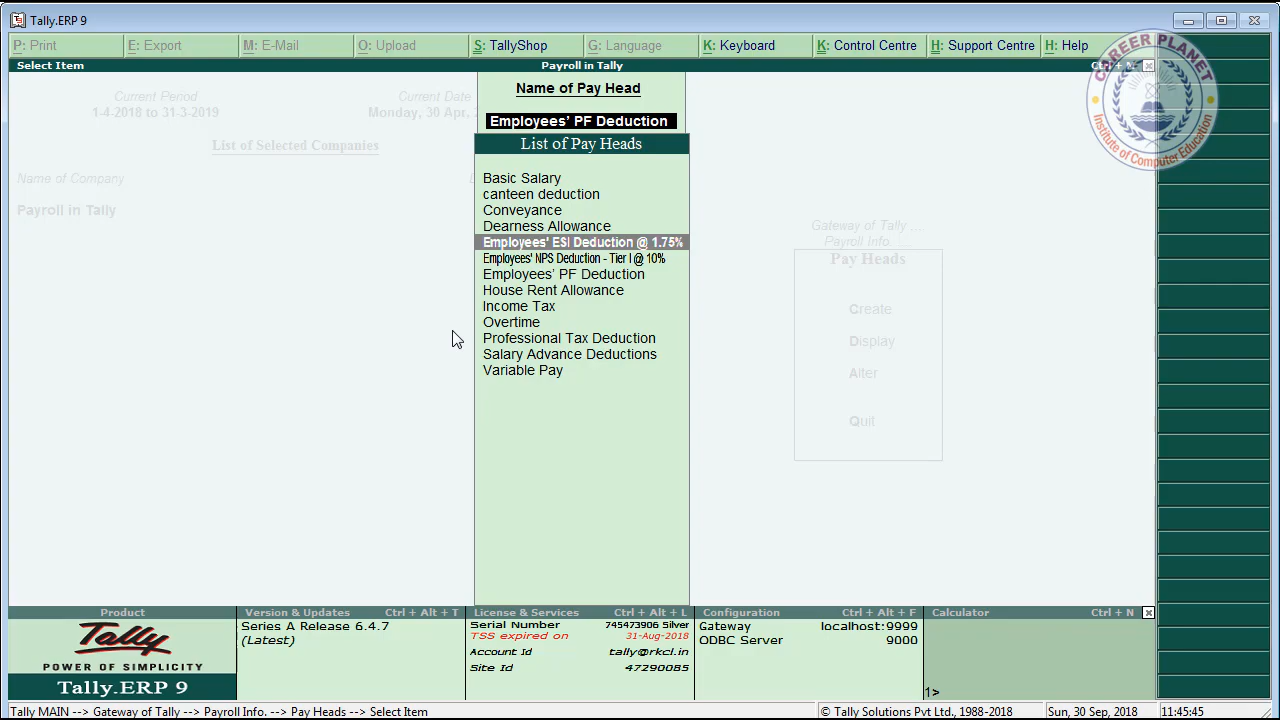 Tally.ERP 9
P: Print E: Export M: E-Mail O: Upload S: TallyShop G: Language K: Keyboard K: Control Centre H: Support Centre H: Help
Select Item Payroll in Tally Ctrl +
Current Period Current Date
1-4-2018 to 31-3-2019 Monday, 30 Apr,
List of Selected Companies
Name of Company
Payroll in Tally
Name of Pay Head
Employees' PF Deduction
List of Pay Heads
Basic Salary
canteen deduction
Conveyance
Dearness Allowance
Employees' ESI Deduction @ 1.75%
Employees' NPS Deduction - Tier I @ 10%
Employees' PF Deduction
House Rent Allowance
Income Tax
Overtime
Professional Tax Deduction
Salary Advance Deductions
Variable Pay
Gateway of Tally ....
Payroll Info. ....
Pay Heads
Create
Display
Alter
Quit
CAREER PLANET
Institute of Computer Education
Product Version & Updates Ctrl + Alt + T License & Services Ctrl + Alt + L Configuration Ctrl + Alt + F Calculator Ctrl + N
Tally
POWER OF SIMPLICITY
Tally.ERP 9
Series A Release 6.4.7
(Latest)
Serial Number 745473906 Silver
TSS expired on 31-Aug-2018
Account Id tally@rkcl.in
Site Id 47290085
Gateway localhost:9999
ODBC Server 9000
1>
Tally MAIN --> Gateway of Tally --> Payroll Info. --> Pay Heads --> Select Item © Tally Solutions Pvt Ltd., 1988-2018 Sun, 30 Sep, 2018 11:45:45